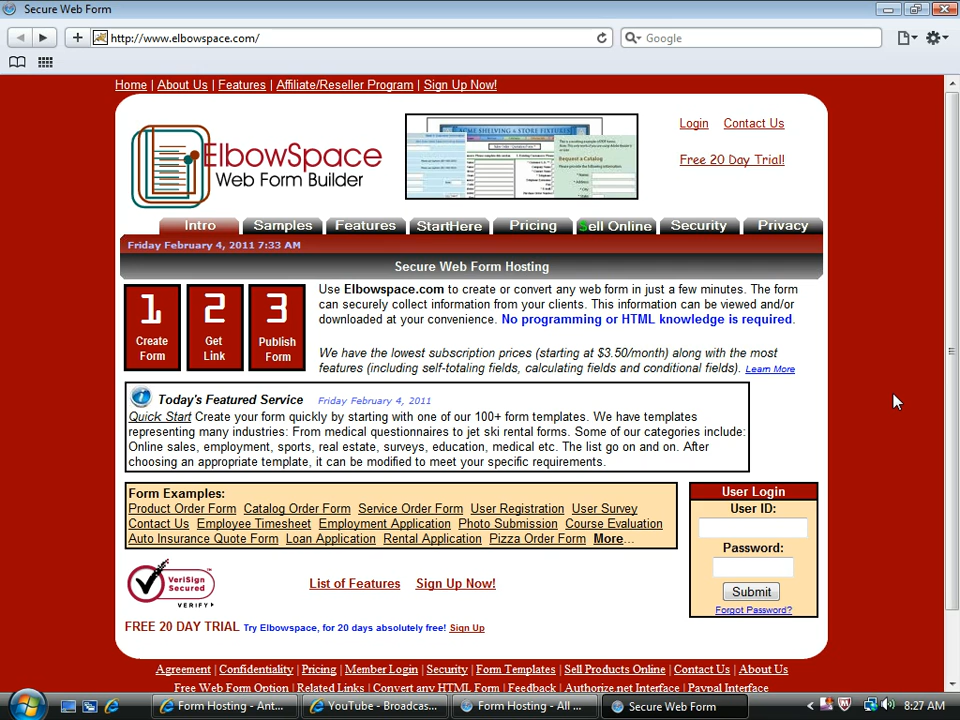 Secure Web Form
http://www.elbowspace.com/
Google
Home | About Us | Features | Affiliate/Reseller Program | Sign Up Now!
ElbowSpace
Web Form Builder
ACME SHELVING & STORE FIXTURES
Request a Catalog
Login Contact Us
Free 20 Day Trial!
Intro Samples Features StartHere Pricing $ell Online Security Privacy
Friday February 4, 2011 7:33 AM
Secure Web Form Hosting
1 Create Form
2 Get Link
3 Publish Form
Use Elbowspace.com to create or convert any web form in just a few minutes. The form
can securely collect information from your clients. This information can be viewed and/or
downloaded at your convenience. No programming or HTML knowledge is required.
We have the lowest subscription prices (starting at $3.50/month) along with the most
features (including self-totaling fields, calculating fields and conditional fields). Learn More
Today's Featured Service Friday February 4, 2011
Quick Start Create your form quickly by starting with one of our 100+ form templates. We have templates
representing many industries: From medical questionnaires to jet ski rental forms. Some of our categories include:
Online sales, employment, sports, real estate, surveys, education, medical etc. The list go on and on. After
choosing an appropriate template, it can be modified to meet your specific requirements.
Form Examples:
Product Order Form Catalog Order Form Service Order Form User Registration User Survey
Contact Us Employee Timesheet Employment Application Photo Submission Course Evaluation
Auto Insurance Quote Form Loan Application Rental Application Pizza Order Form More...
User Login
User ID:
Password:
Submit
Forgot Password?
VeriSign
Secured
VERIFY
List of Features Sign Up Now!
FREE 20 DAY TRIAL Try Elbowspace, for 20 days absolutely free! Sign Up
Agreement | Confidentiality | Pricing | Member Login | Security | Form Templates | Sell Products Online | Contact Us | About Us
Free Web Form Option | Related Links | Convert any HTML Form | Feedback | Authorize.net Interface | Paypal Interface
Form Hosting - Ant... YouTube - Broadcas... Form Hosting - All ... Secure Web Form 8:27 AM